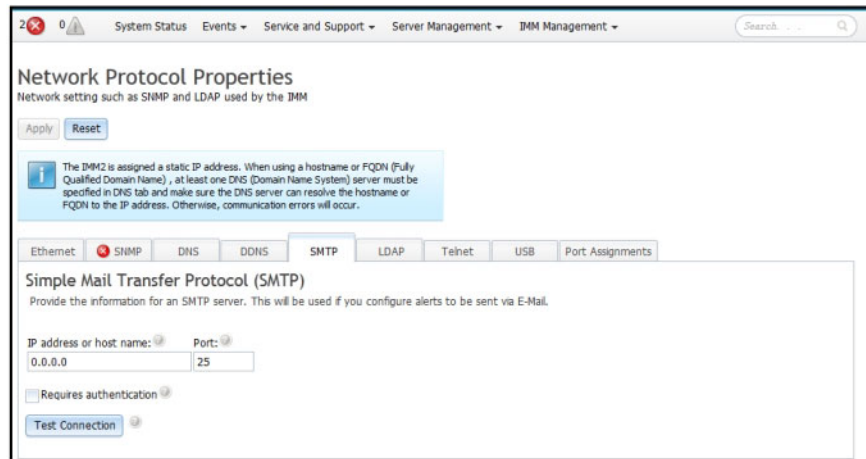 2 0 System Status Events Service and Support Server Management IMM Management Search. . .
Network Protocol Properties
Network setting such as SNMP and LDAP used by the IMM
Apply Reset
The IMM2 is assigned a static IP address. When using a hostname or FQDN (Fully
Qualified Domain Name) , at least one DNS (Domain Name System) server must be
specified in DNS tab and make sure the DNS server can resolve the hostname or
FQDN to the IP address. Otherwise, communication errors will occur.
Ethernet SNMP DNS DDNS SMTP LDAP Telnet USB Port Assignments
Simple Mail Transfer Protocol (SMTP)
Provide the information for an SMTP server. This will be used if you configure alerts to be sent via E-Mail.
IP address or host name: Port:
0.0.0.0 25
Requires authentication
Test Connection